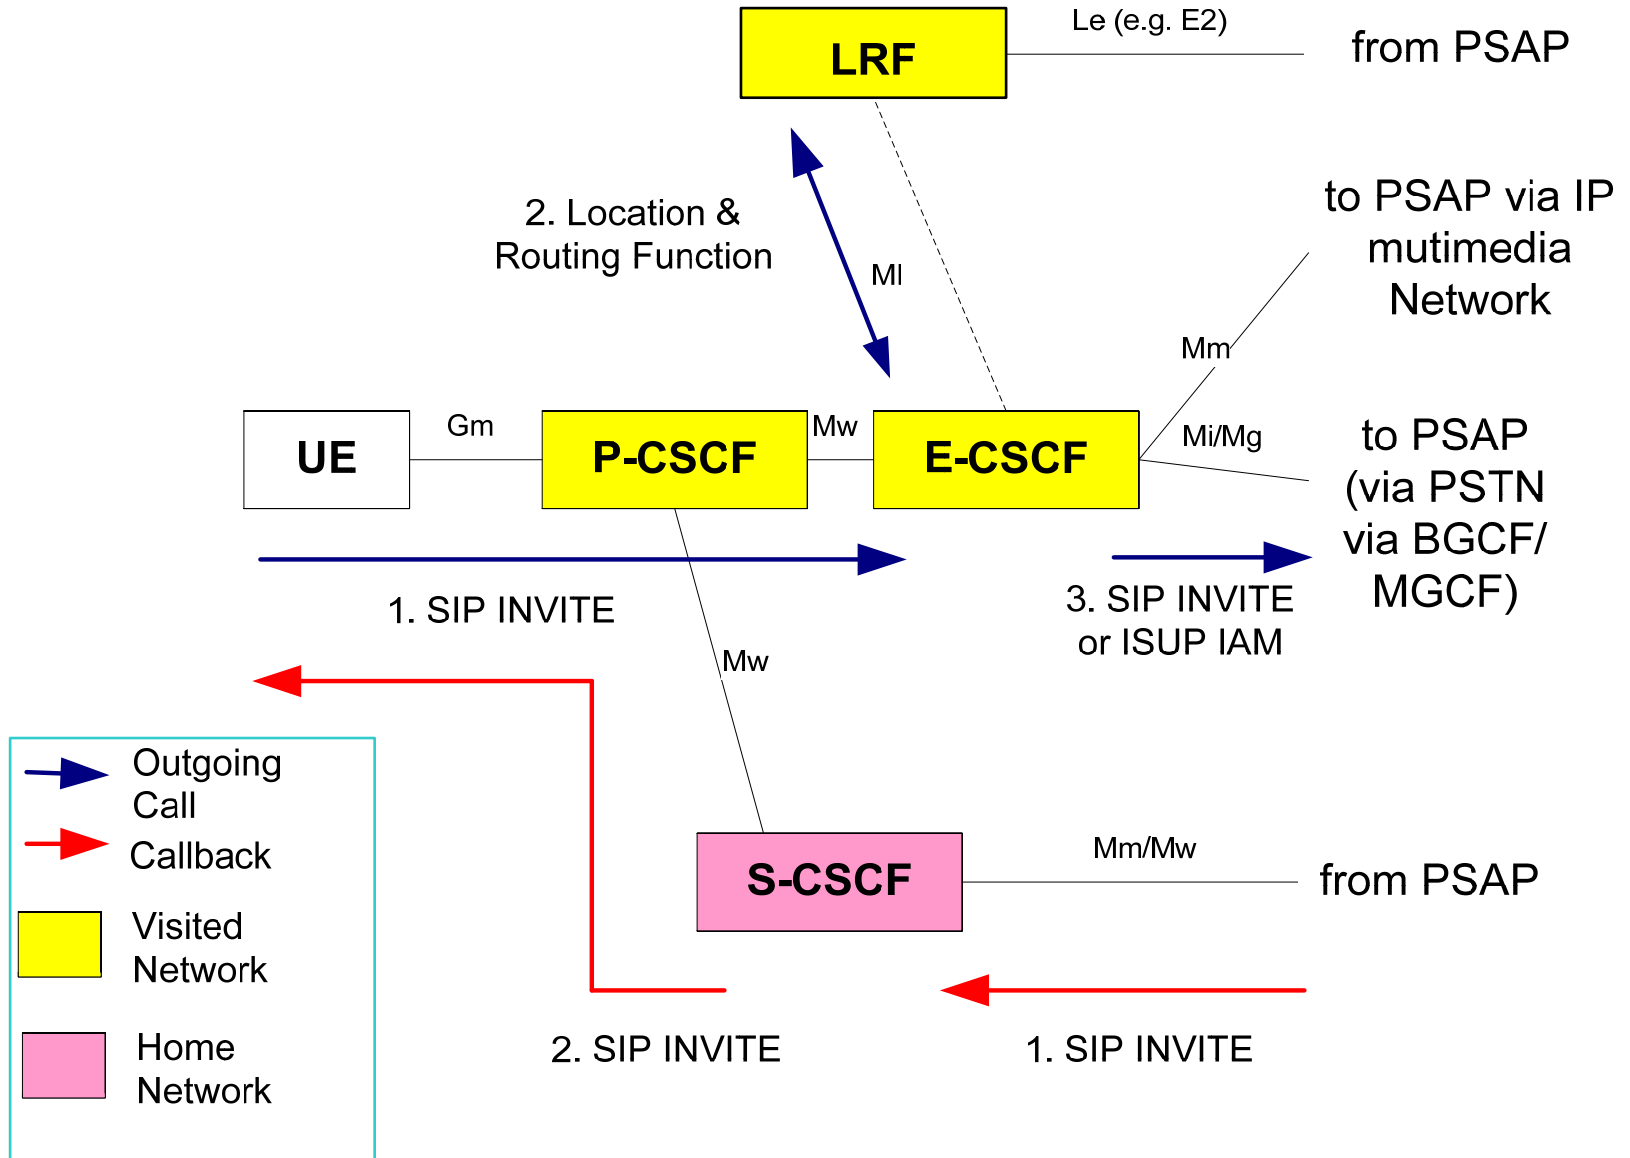 Le (e.g. E2)
LRF
from PSAP
to PSAP via IP
mutimedia
Network
2. Location &
Routing Function
Ml
Mm
Gm
Mw
Mi/Mg
UE
P-CSCF
E-CSCF
to PSAP
(via PSTN
via BGCF/
MGCF)
1. SIP INVITE
3. SIP INVITE
or ISUP IAM
Mw
Outgoing
Call
Callback
Mm/Mw
S-CSCF
from PSAP
Visited
Network
2. SIP INVITE
1. SIP INVITE
Home
Network